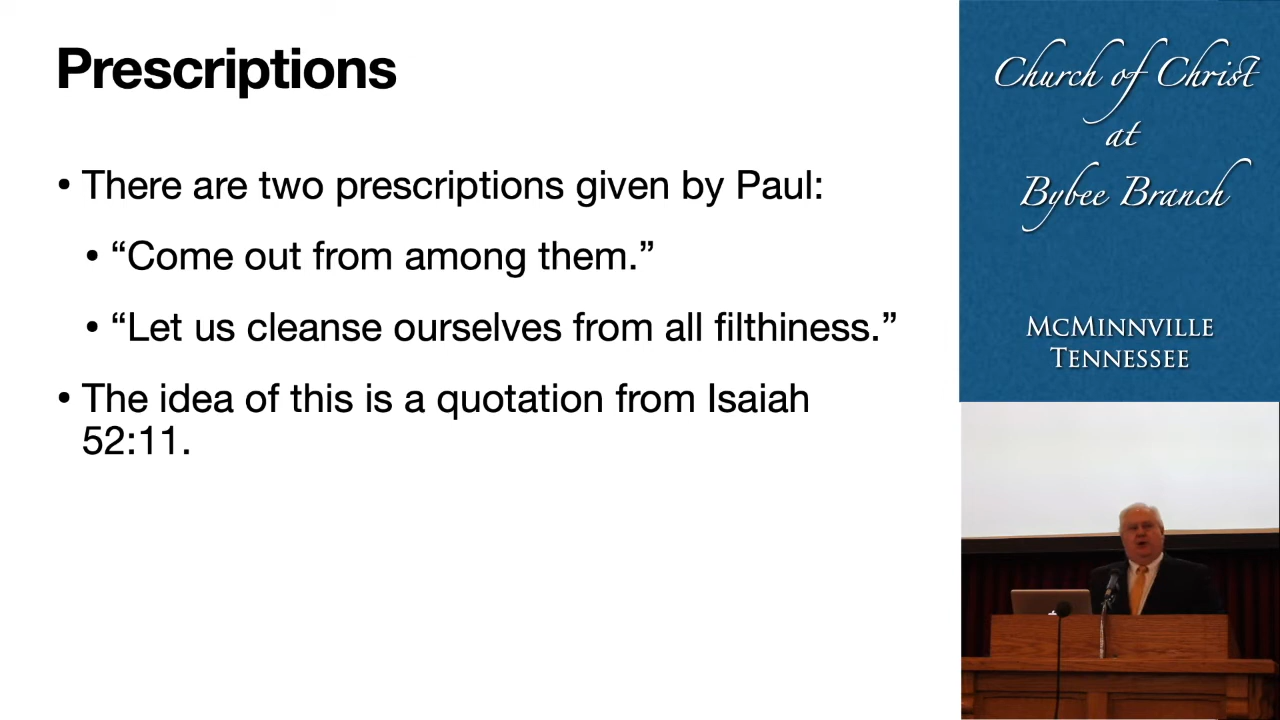 Prescriptions
• There are two prescriptions given by Paul:
• “Come out from among them.”
• “Let us cleanse ourselves from all filthiness.”
• The idea of this is a quotation from Isaiah
52:11.
Church of Christ
at
Bybee Branch
McMinnville
Tennessee